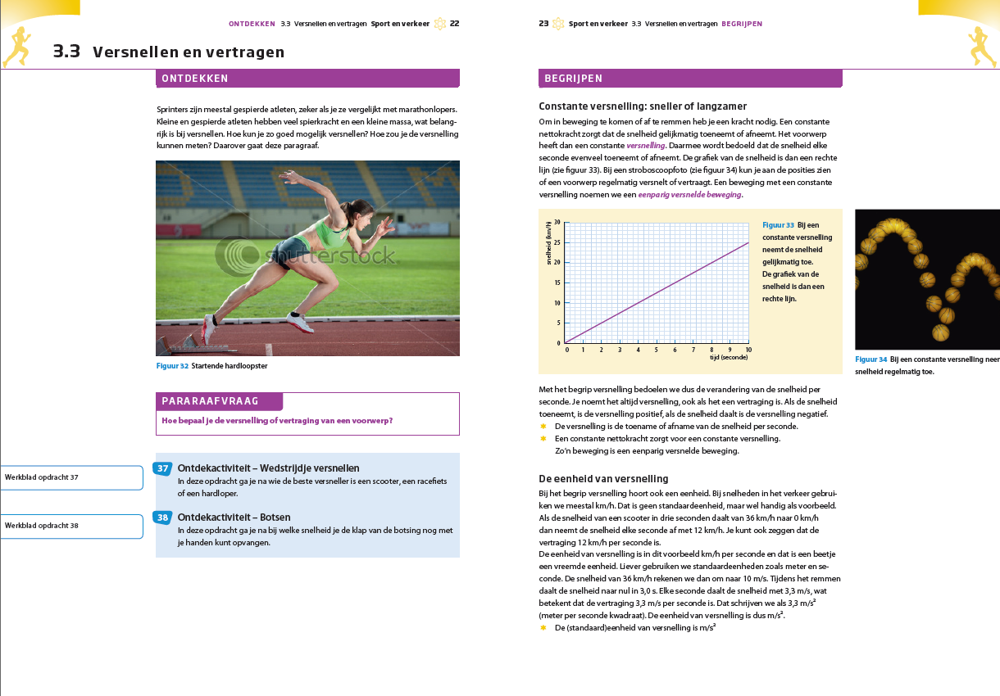 ONTDEKKEN 3.3 Versnellen en vertragen Sport en verkeer 22
3.3 Versnellen en vertragen
ONTDEKKEN
Sprinters zijn meestal gespierde atleten, zeker als je ze vergelijkt met marathonlopers.
Kleine en gespierde atleten hebben veel spierkracht en een kleine massa, wat belang-
rijk is bij versnellen. Hoe kun je zo goed mogelijk versnellen? Hoe zou je de versnelling
kunnen meten? Daarover gaat deze paragraaf.
shutterstock
Figuur 32 Startende hardloopster
PARARAAFVRAAG
Hoe bepaal je de versnelling of vertraging van een voorwerp?
Werkblad opdracht 37
37 Ontdekactiviteit – Wedstrijdje versnellen
In deze opdracht ga je na wie de beste versneller is een scooter, een racefiets
of een hardloper.
Werkblad opdracht 38
38 Ontdekactiviteit – Botsen
In deze opdracht ga je na bij welke snelheid je de klap van de botsing nog met
je handen kunt opvangen.
23 Sport en verkeer 3.3 Versnellen en vertragen BEGRIJPEN
BEGRIJPEN
Constante versnelling: sneller of langzamer
Om in beweging te komen of af te remmen heb je een kracht nodig. Een constante
nettokracht zorgt dat de snelheid gelijkmatig toeneemt of afneemt. Het voorwerp
heeft dan een constante versnelling. Daarmee wordt bedoeld dat de snelheid elke
seconde evenveel toeneemt of afneemt. De grafiek van de snelheid is dan een rechte
lijn (zie figuur 33). Bij een stroboscoopfoto (zie figuur 34) kun je aan de posities zien
of een voorwerp regelmatig versnelt of vertraagt. Een beweging met een constante
versnelling noemen we een eenparig versnelde beweging.
snelheid (km/h)
30
25
20
15
10
5
0
0 1 2 3 4 5 6 7 8 9 10
tijd (seconde)
Figuur 33 Bij een
constante versnelling
neemt de snelheid
gelijkmatig toe.
De grafiek van de
snelheid is dan een
rechte lijn.
Figuur 34 Bij een constante versnelling neer
snelheid regelmatig toe.
Met het begrip versnelling bedoelen we dus de verandering van de snelheid per
seconde. Je noemt het altijd versnelling, ook als het een vertraging is. Als de snelheid
toeneemt, is de versnelling positief, als de snelheid daalt is de versnelling negatief.
De versnelling is de toename of afname van de snelheid per seconde.
Een constante nettokracht zorgt voor een constante versnelling.
Zo'n beweging is een eenparig versnelde beweging.
De eenheid van versnelling
Bij het begrip versnelling hoort ook een eenheid. Bij snelheden in het verkeer gebrui-
ken we meestal km/h. Dat is geen standaardeenheid, maar wel handig als voorbeeld.
Als de snelheid van een scooter in drie seconden daalt van 36 km/h naar 0 km/h
dan neemt de snelheid elke seconde af met 12 km/h. Je kunt ook zeggen dat de
vertraging 12 km/h per seconde is.
De eenheid van versnelling is in dit voorbeeld km/h per seconde en dat is een beetje
een vreemde eenheid. Liever gebruiken we standaardeenheden zoals meter en se-
conde. De snelheid van 36 km/h rekenen we dan om naar 10 m/s. Tijdens het remmen
daalt de snelheid naar nul in 3,0 s. Elke seconde daalt de snelheid met 3,3 m/s, wat
betekent dat de vertraging 3,3 m/s per seconde is. Dat schrijven we als 3,3 m/s²
(meter per seconde kwadraat). De eenheid van versnelling is dus m/s².
De (standaard)eenheid van versnelling is m/s²